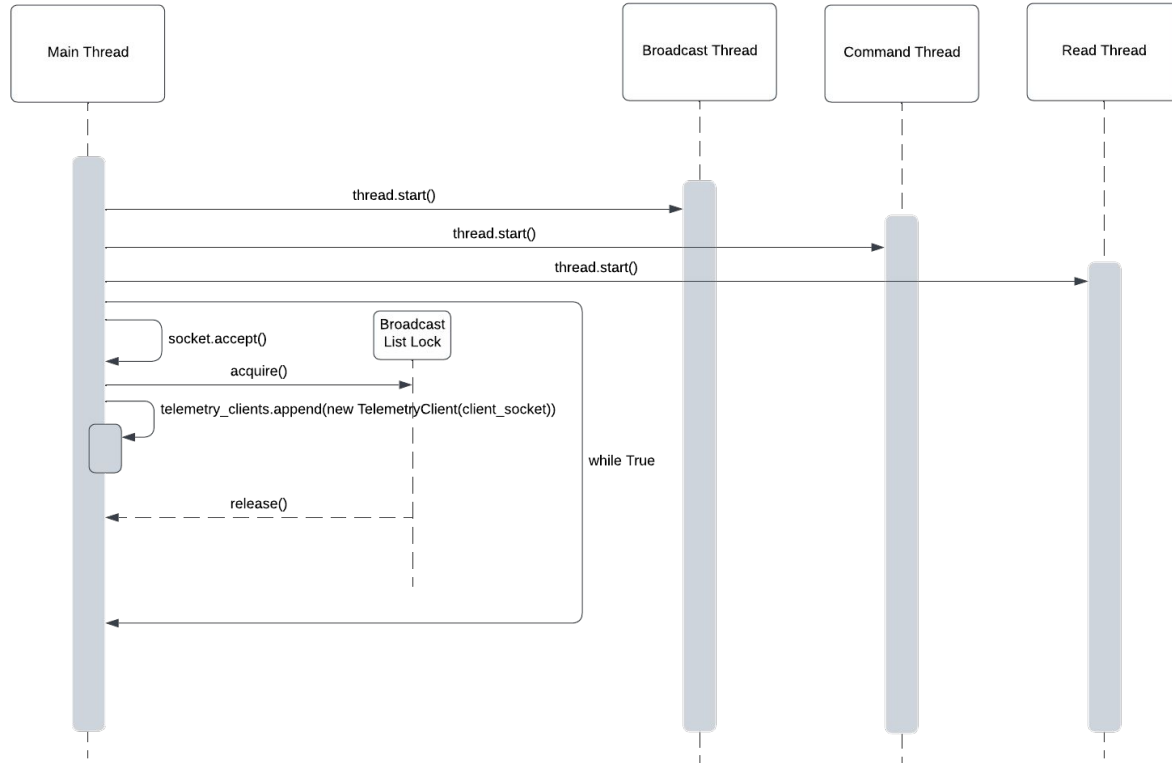 Main Thread
Broadcast Thread
Command Thread
Read Thread
thread.start()
thread.start()
thread.start()
Broadcast
List Lock
socket.accept()
acquire()
telemetry_clients.append(new TelemetryClient(client_socket))
while True
release()